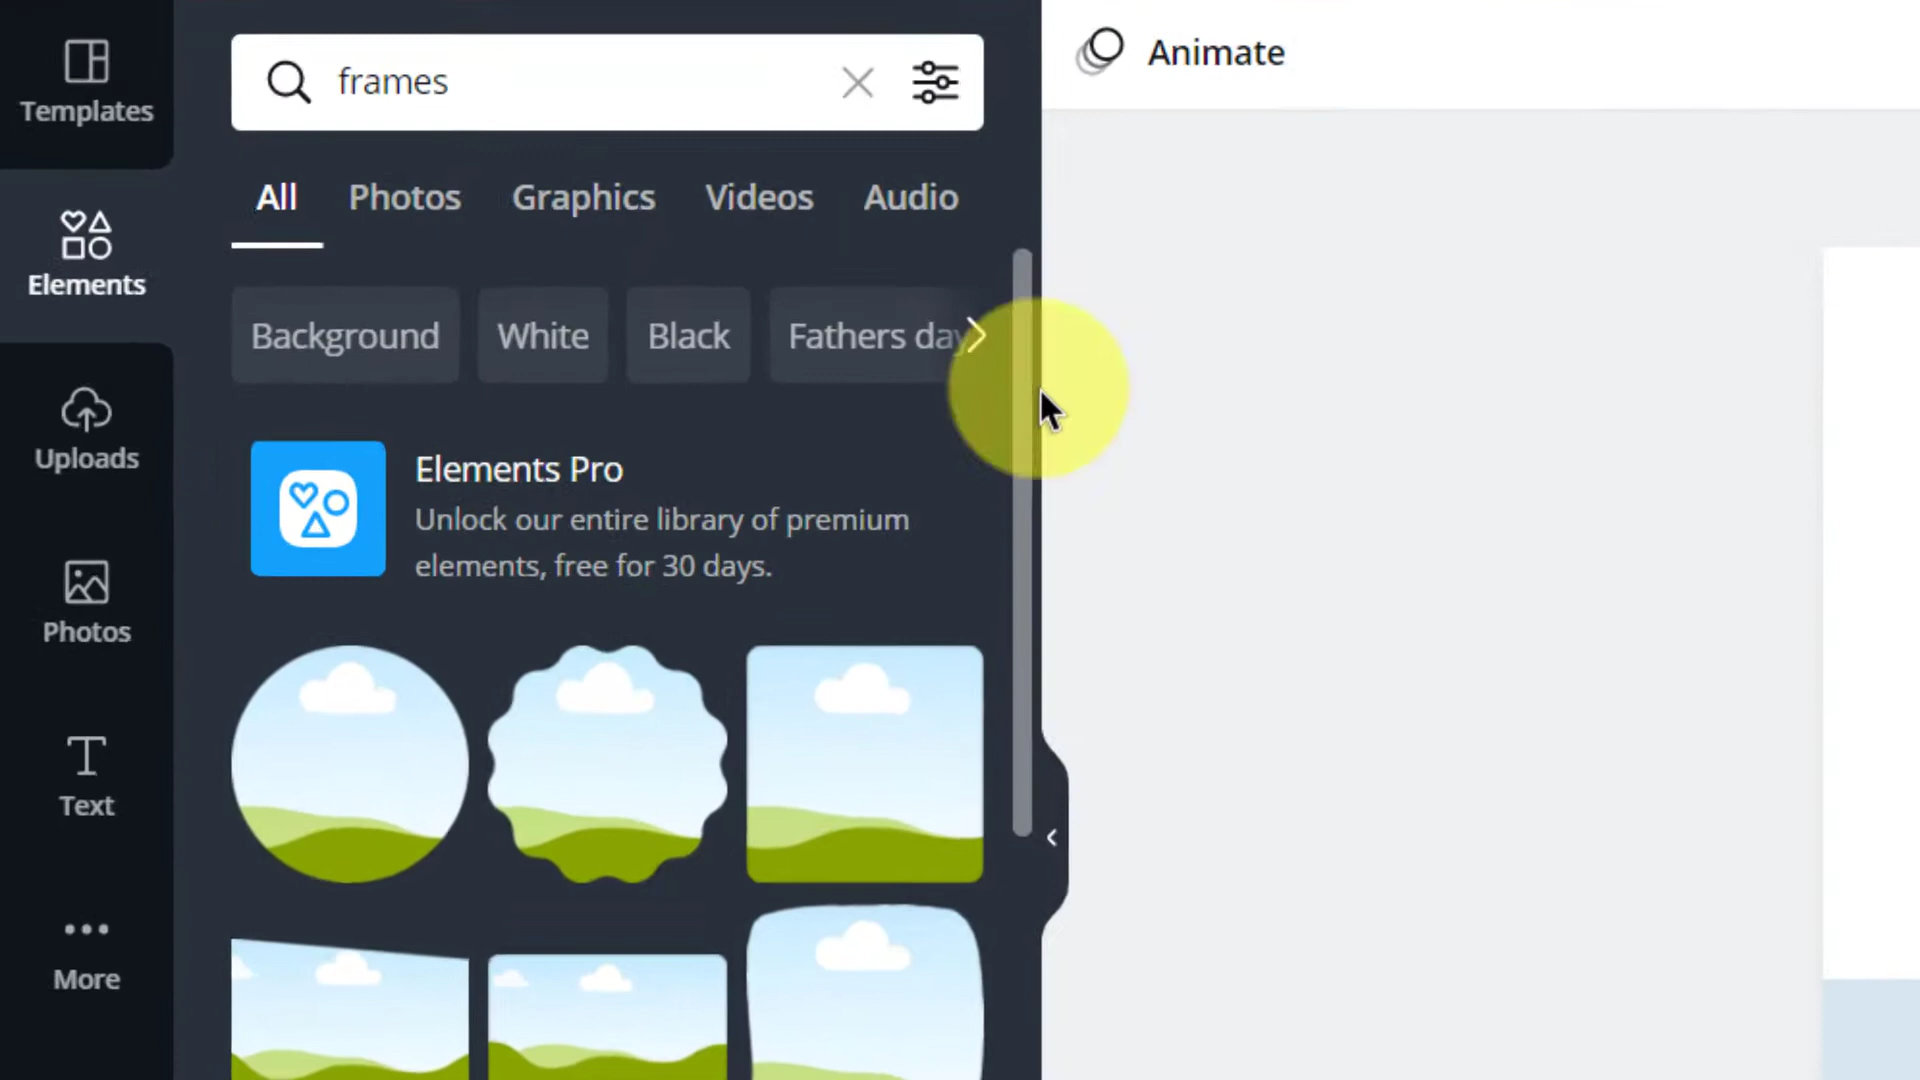 Templates
frames
Animate
All Photos Graphics Videos Audio
Elements
Background White Black Fathers day
Uploads
Elements Pro
Unlock our entire library of premium
elements, free for 30 days.
Photos
Text
More